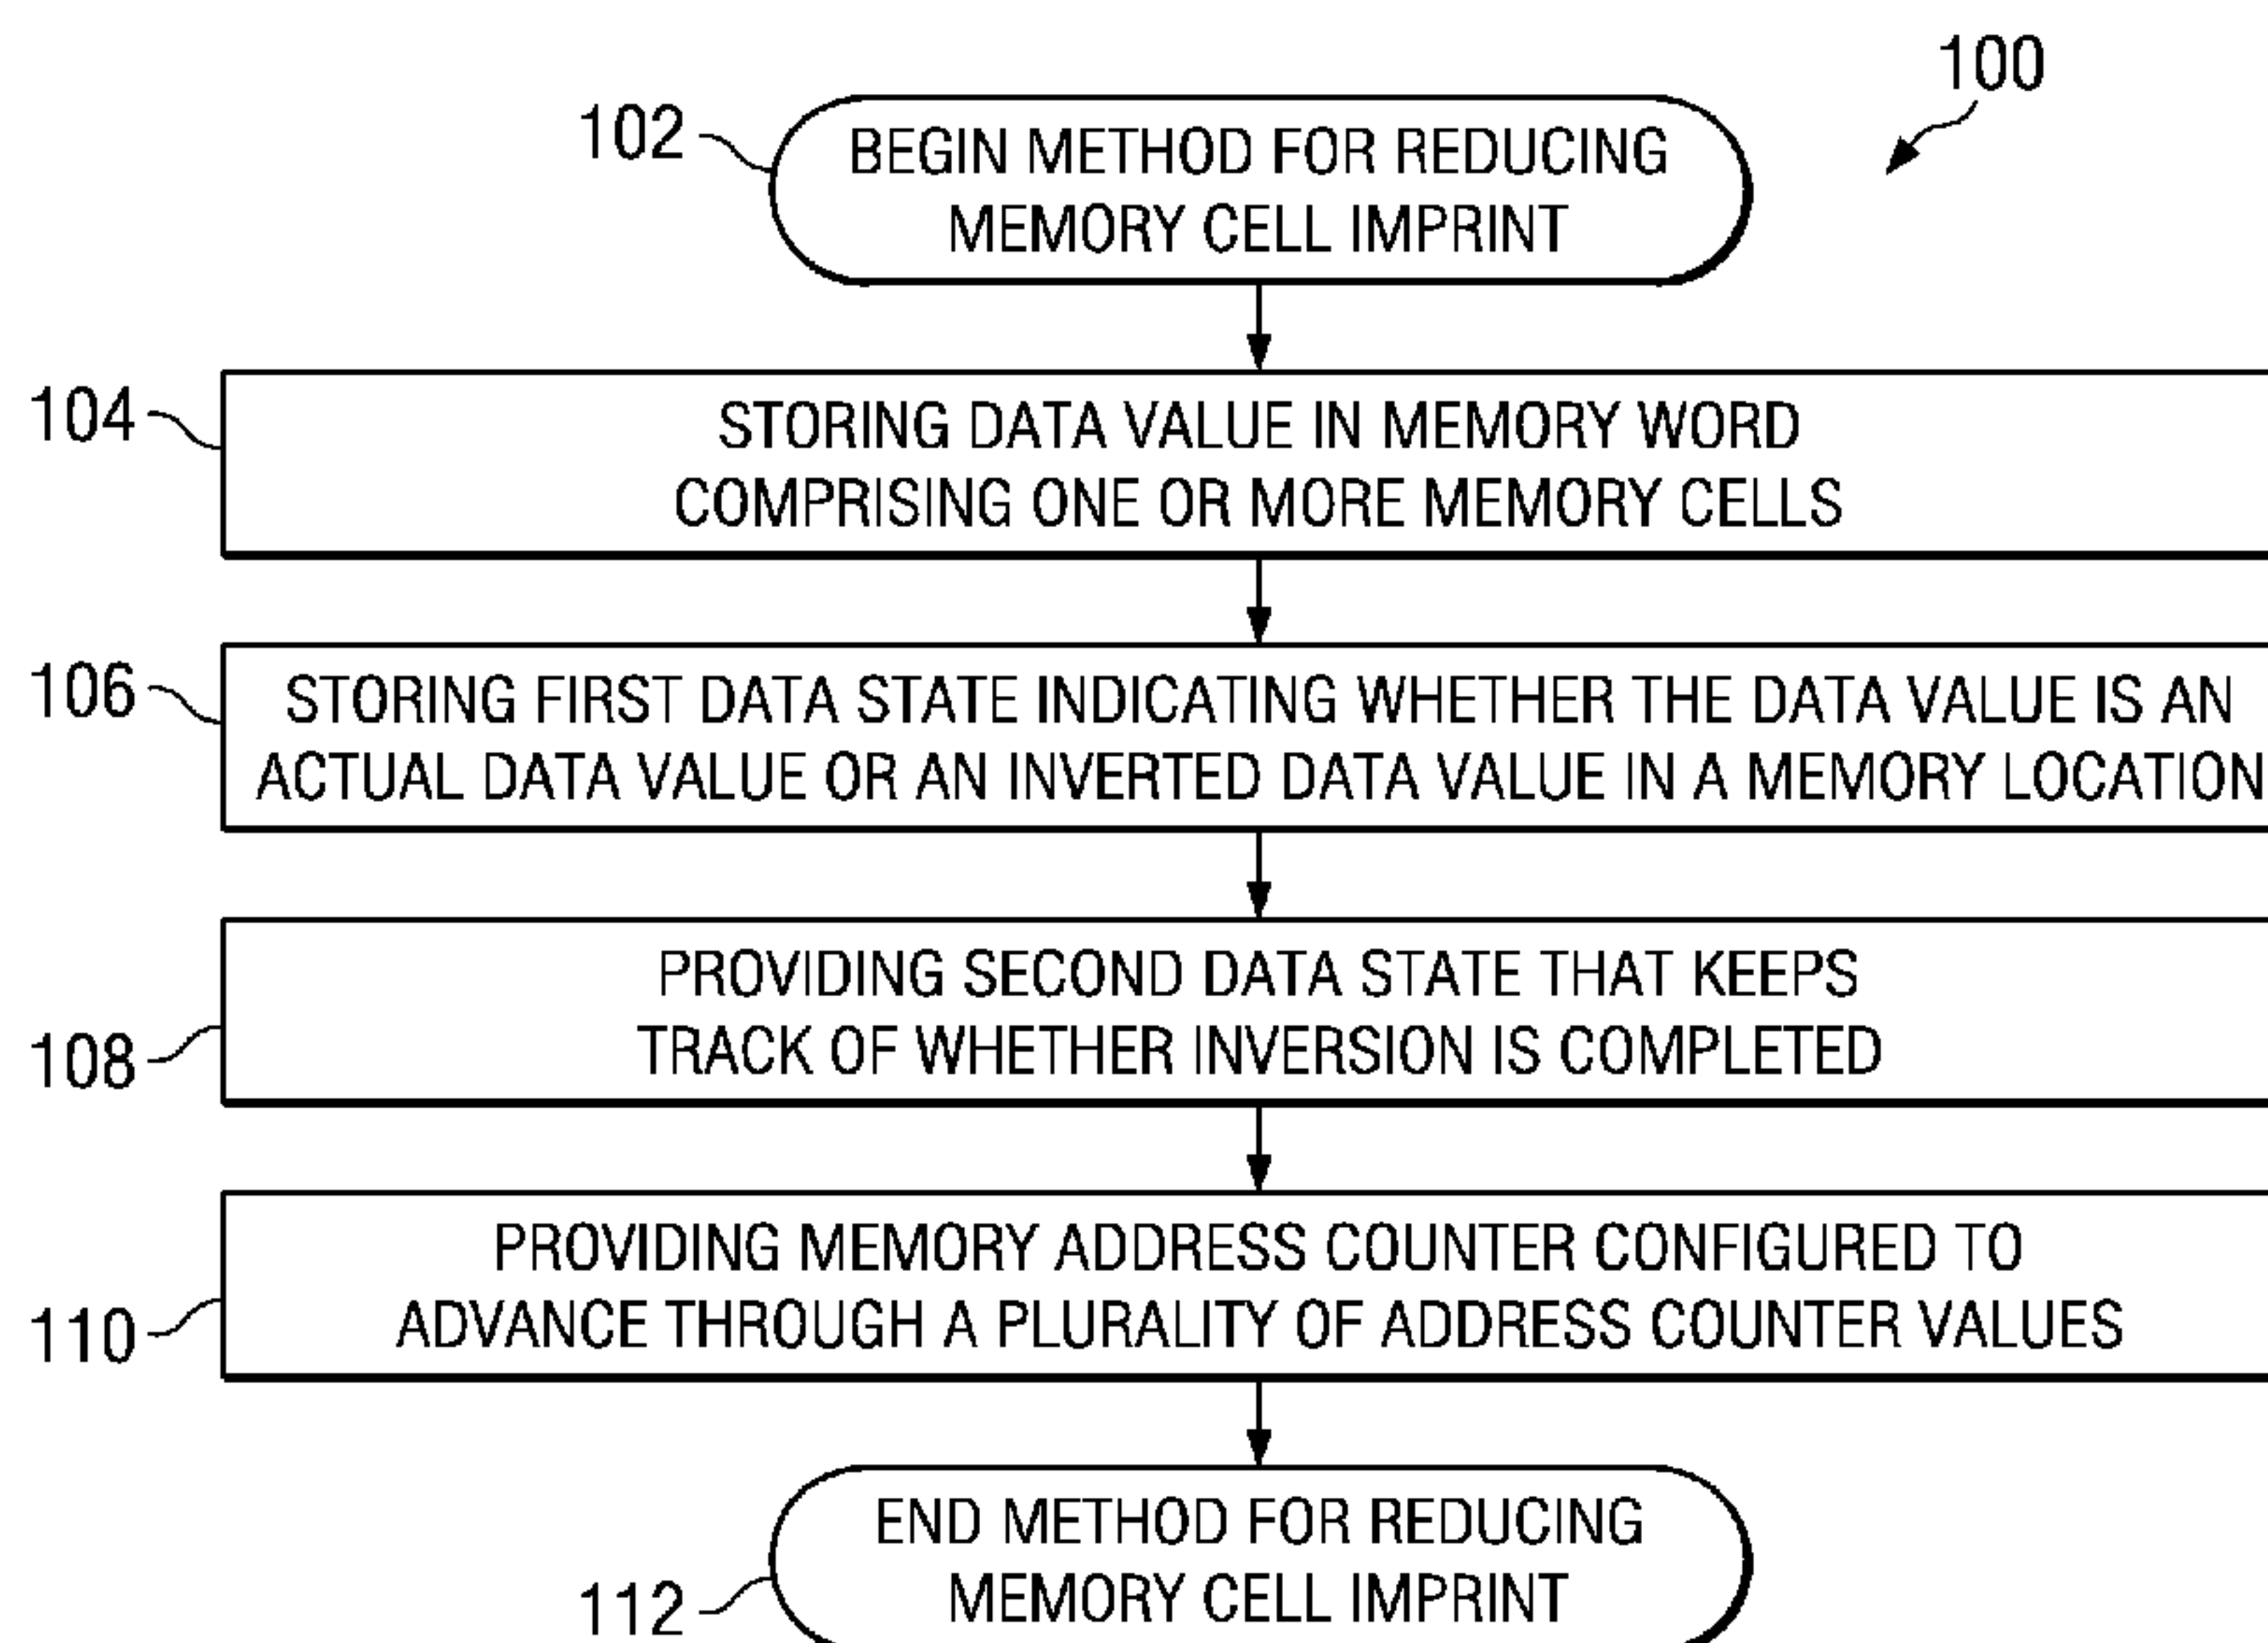 100
102
BEGIN METHOD FOR REDUCING
MEMORY CELL IMPRINT
104
STORING DATA VALUE IN MEMORY WORD
COMPRISING ONE OR MORE MEMORY CELLS
106
STORING FIRST DATA STATE INDICATING WHETHER THE DATA VALUE IS AN
ACTUAL DATA VALUE OR AN INVERTED DATA VALUE IN A MEMORY LOCATION
PROVIDING SECOND DATA STATE THAT KEEPS
TRACK OF WHETHER INVERSION IS COMPLETED
108
PROVIDING MEMORY ADDRESS COUNTER CONFIGURED TO
ADVANCE THROUGH A PLURALITY OF ADDRESS COUNTER VALUES
110
END METHOD FOR REDUCING
MEMORY CELL IMPRINT
112